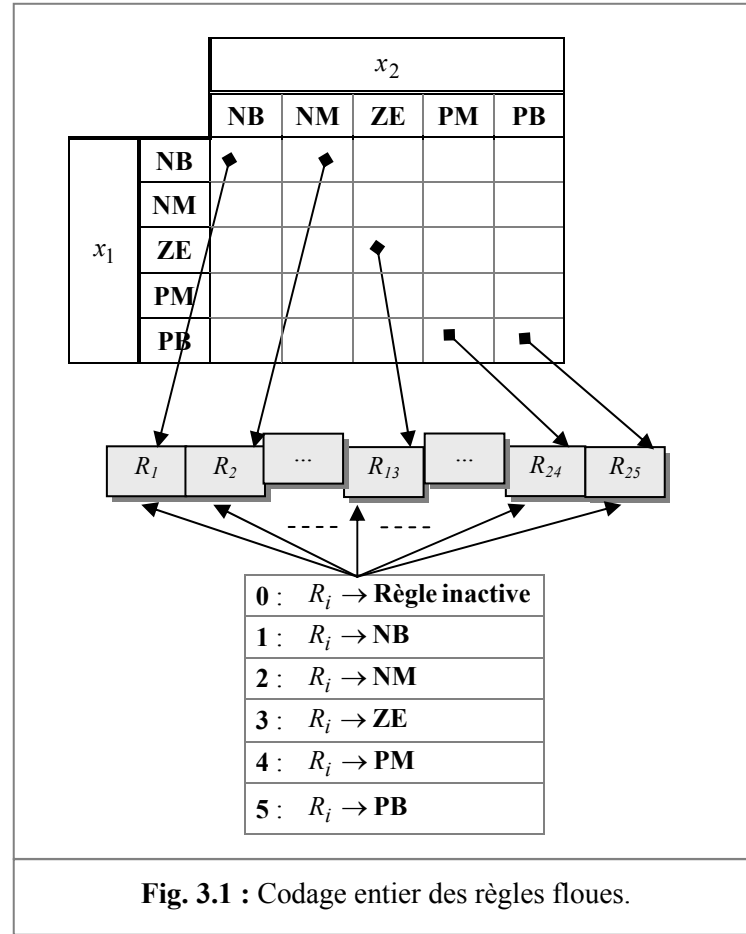 x2
NB NM ZE PM PB
NB
NM
x1 ZE
PM
PB
R1 R2 ... R13 ... R24 R25
---- ----
0 : Ri → Règle inactive
1 : Ri → NB
2 : Ri → NM
3 : Ri → ZE
4 : Ri → PM
5 : Ri → PB
Fig. 3.1 : Codage entier des règles floues.